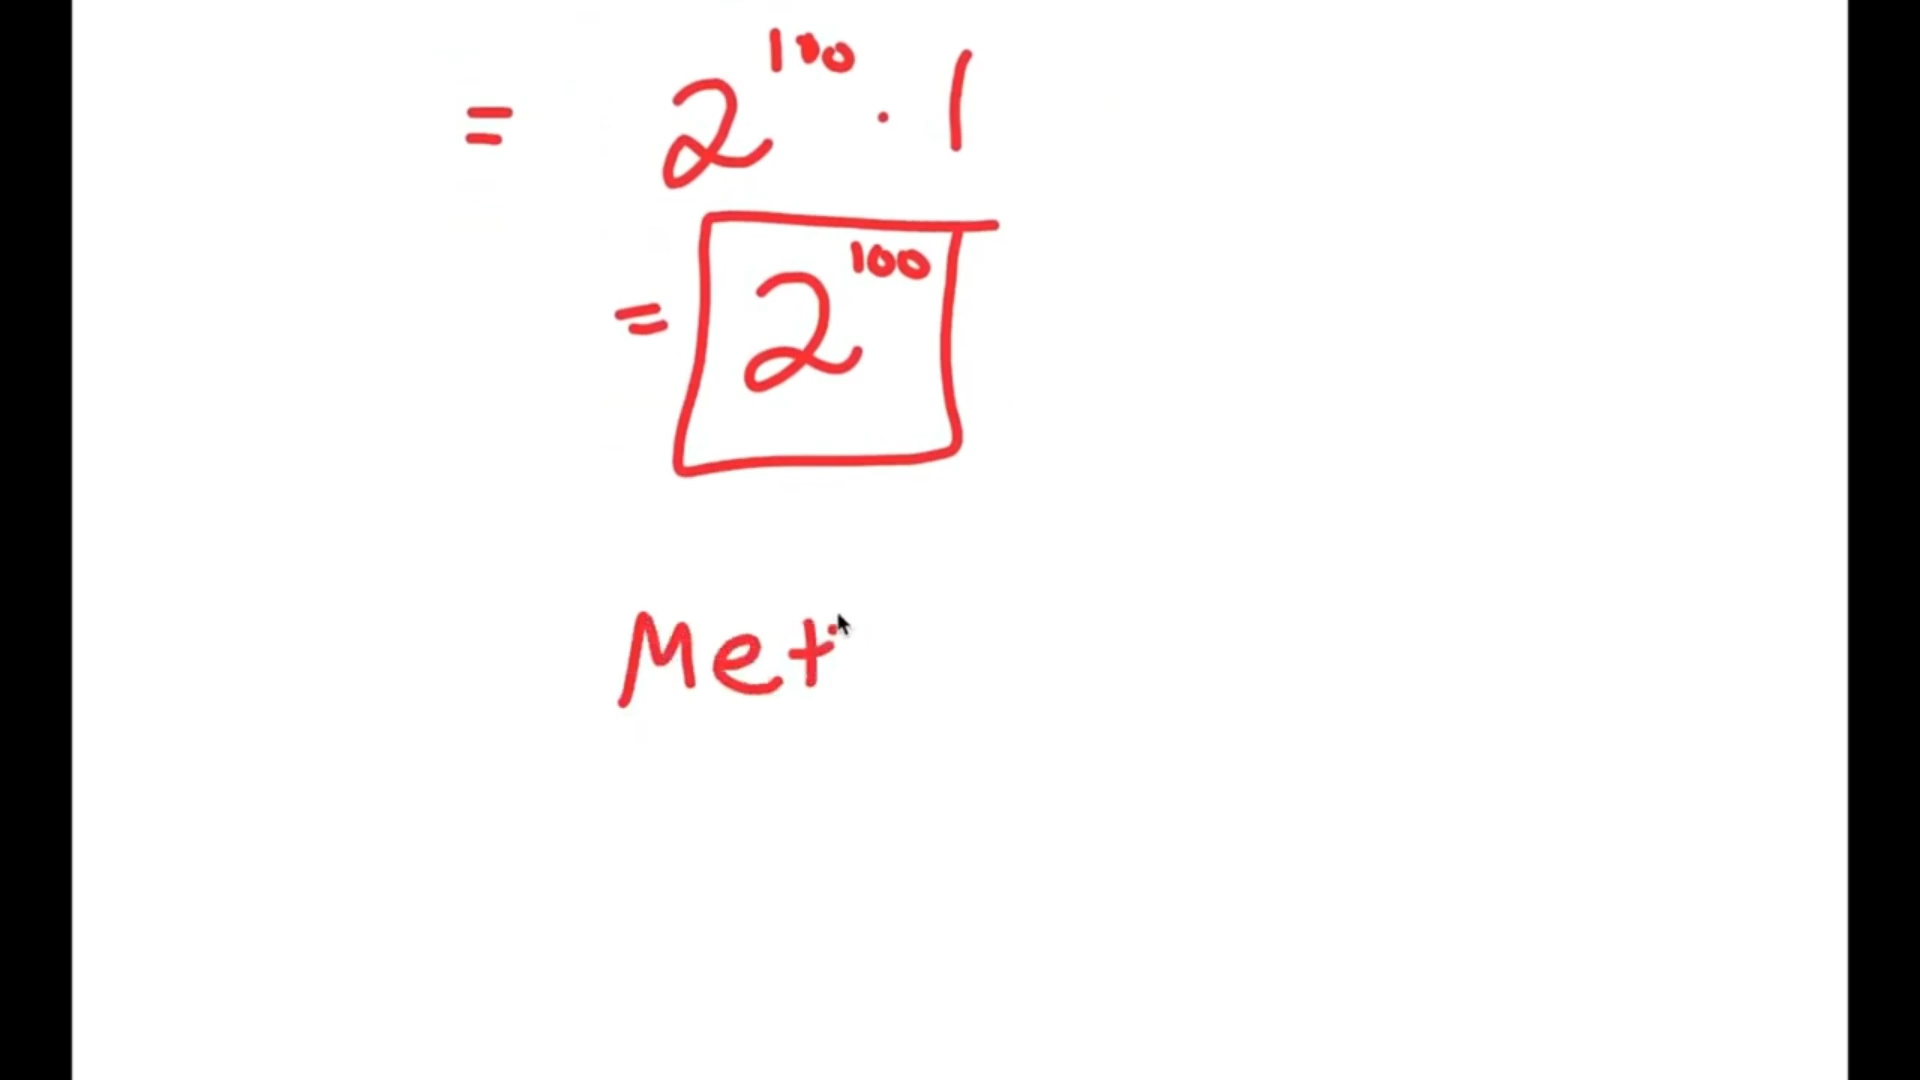 = 2^100 · 1
= 2^100
Met